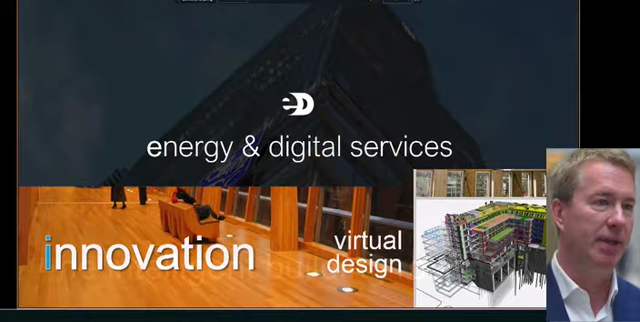 eD
energy & digital services
innovation
virtual
design